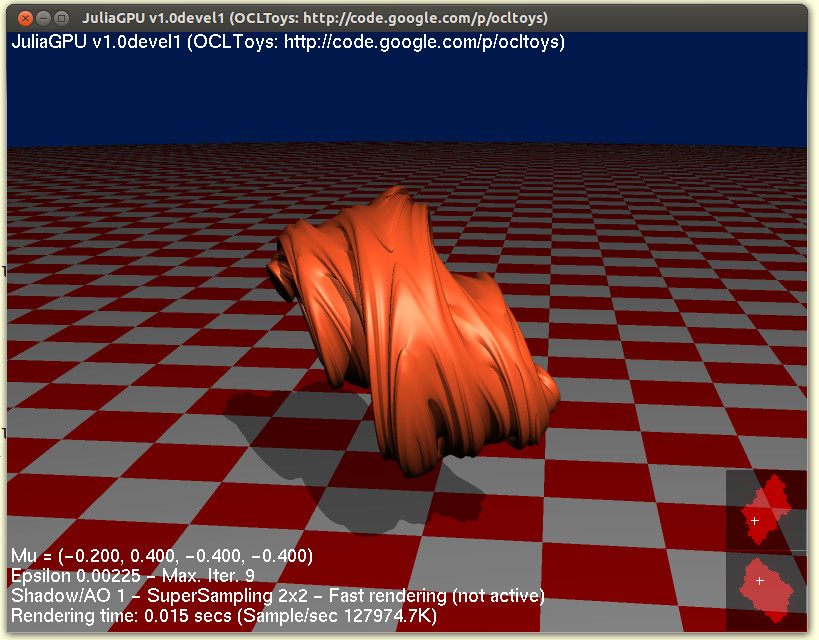 JuliaGPU v1.0devel1 (OCLToys: http://code.google.com/p/ocltoys)
JuliaGPU v1.0devel1 (OCLToys: http://code.google.com/p/ocltoys)
Mu = (-0.200, 0.400, -0.400, -0.400)
Epsilon 0.00225 - Max. Iter. 9
Shadow/AO 1 - SuperSampling 2x2 - Fast rendering (not active)
Rendering time: 0.015 secs (Sample/sec 127974.7K)